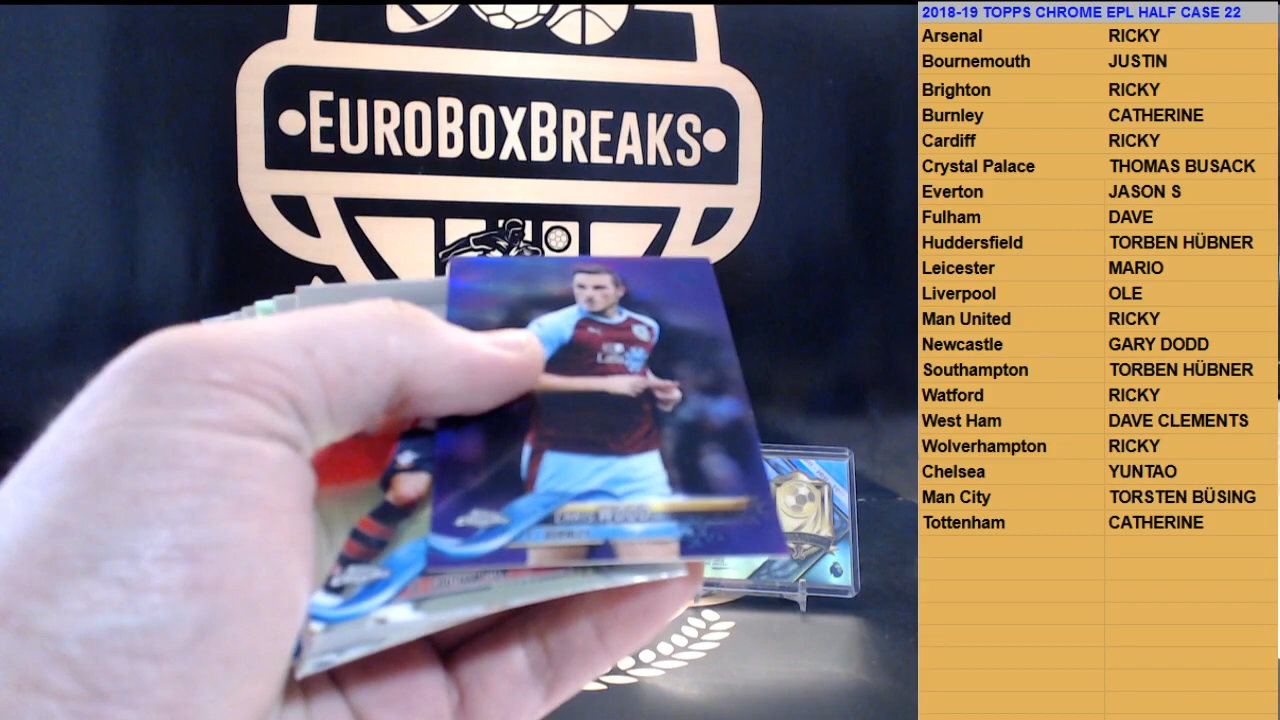 EUROBOXBREAKS
CHRIS WOOD
BURNLEY
2018-19 TOPPS CHROME EPL HALF CASE 22
Arsenal RICKY
Bournemouth JUSTIN
Brighton RICKY
Burnley CATHERINE
Cardiff RICKY
Crystal Palace THOMAS BUSACK
Everton JASON S
Fulham DAVE
Huddersfield TORBEN HÜBNER
Leicester MARIO
Liverpool OLE
Man United RICKY
Newcastle GARY DODD
Southampton TORBEN HÜBNER
Watford RICKY
West Ham DAVE CLEMENTS
Wolverhampton RICKY
Chelsea YUNTAO
Man City TORSTEN BÜSING
Tottenham CATHERINE